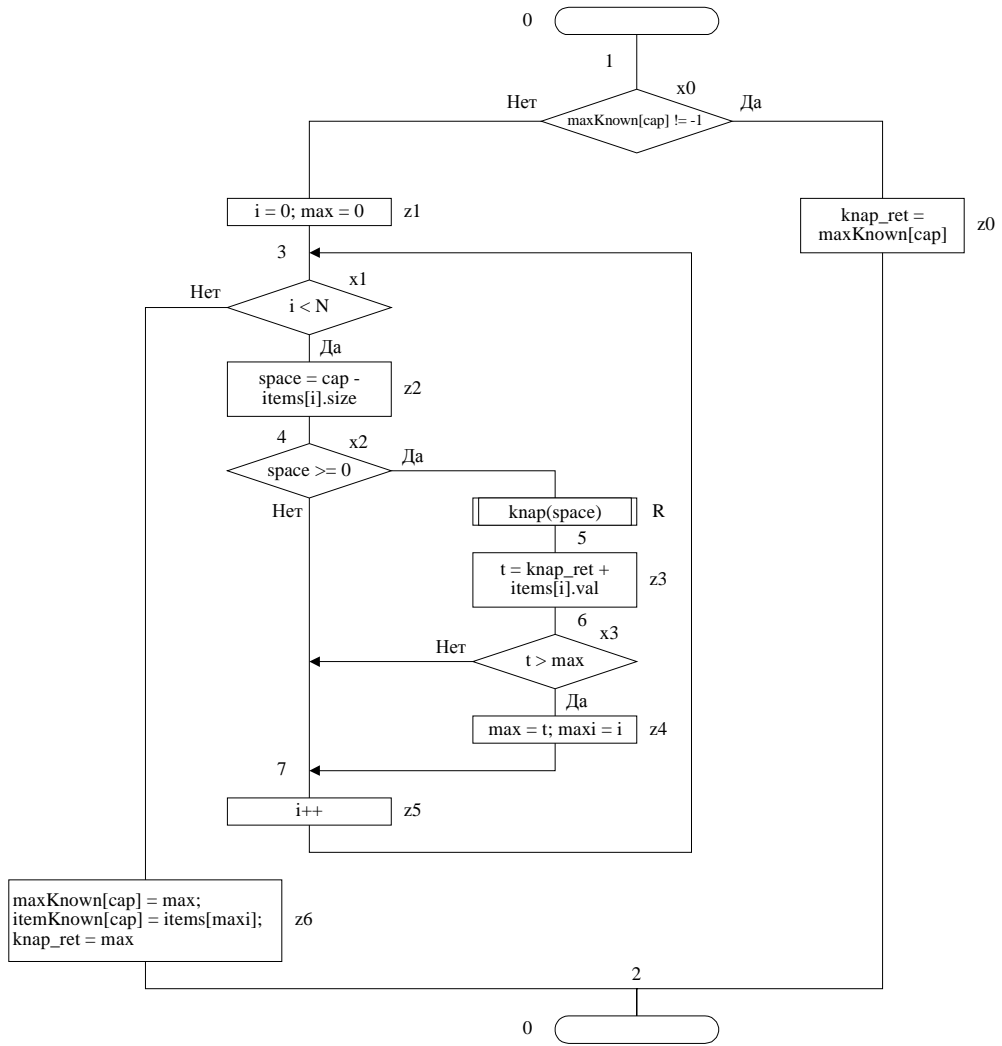 0
1
x0
Нет
Да
maxKnown[cap] != -1
i = 0; max = 0
z1
knap_ret =
maxKnown[cap]
z0
3
x1
Нет
i < N
Да
space = cap -
items[i].size
z2
4
x2
Да
space >= 0
Нет
knap(space)
R
5
t = knap_ret +
items[i].val
z3
6
x3
Нет
t > max
Да
max = t; maxi = i
z4
7
i++
z5
maxKnown[cap] = max;
itemKnown[cap] = items[maxi];
knap_ret = max
z6
2
0